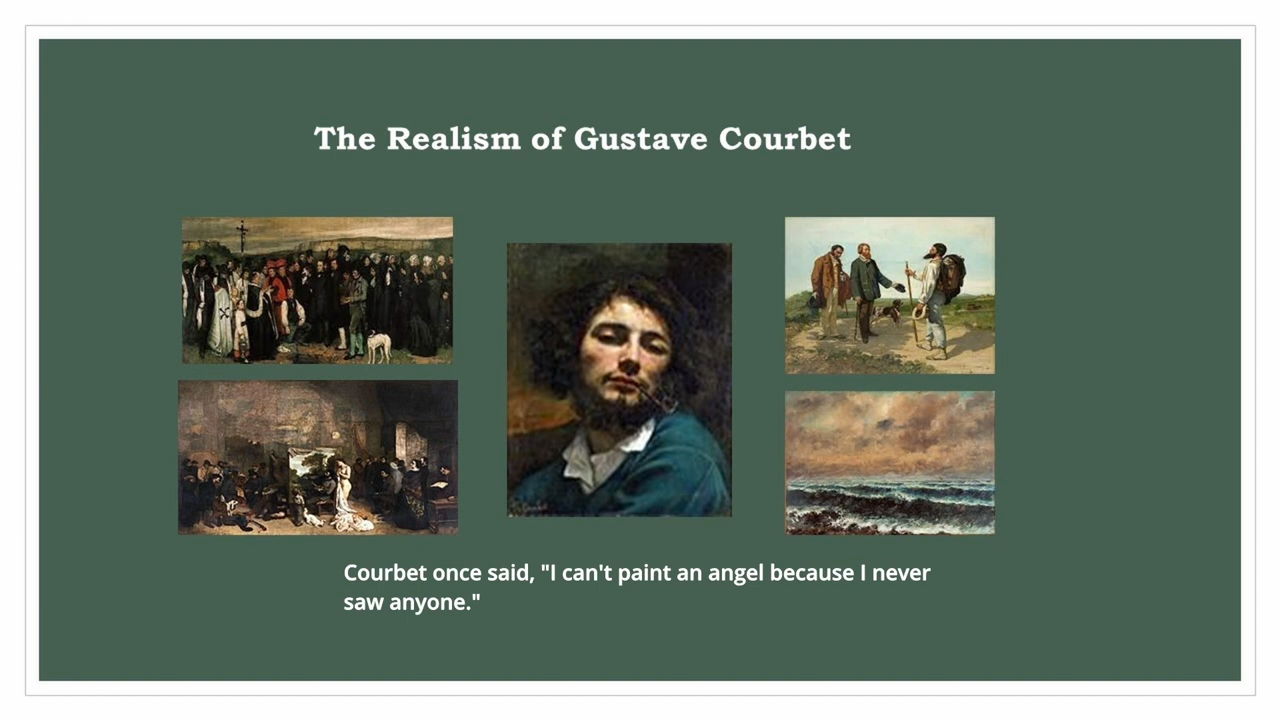 The Realism of Gustave Courbet
Courbet once said, "I can't paint an angel because I never
saw anyone."